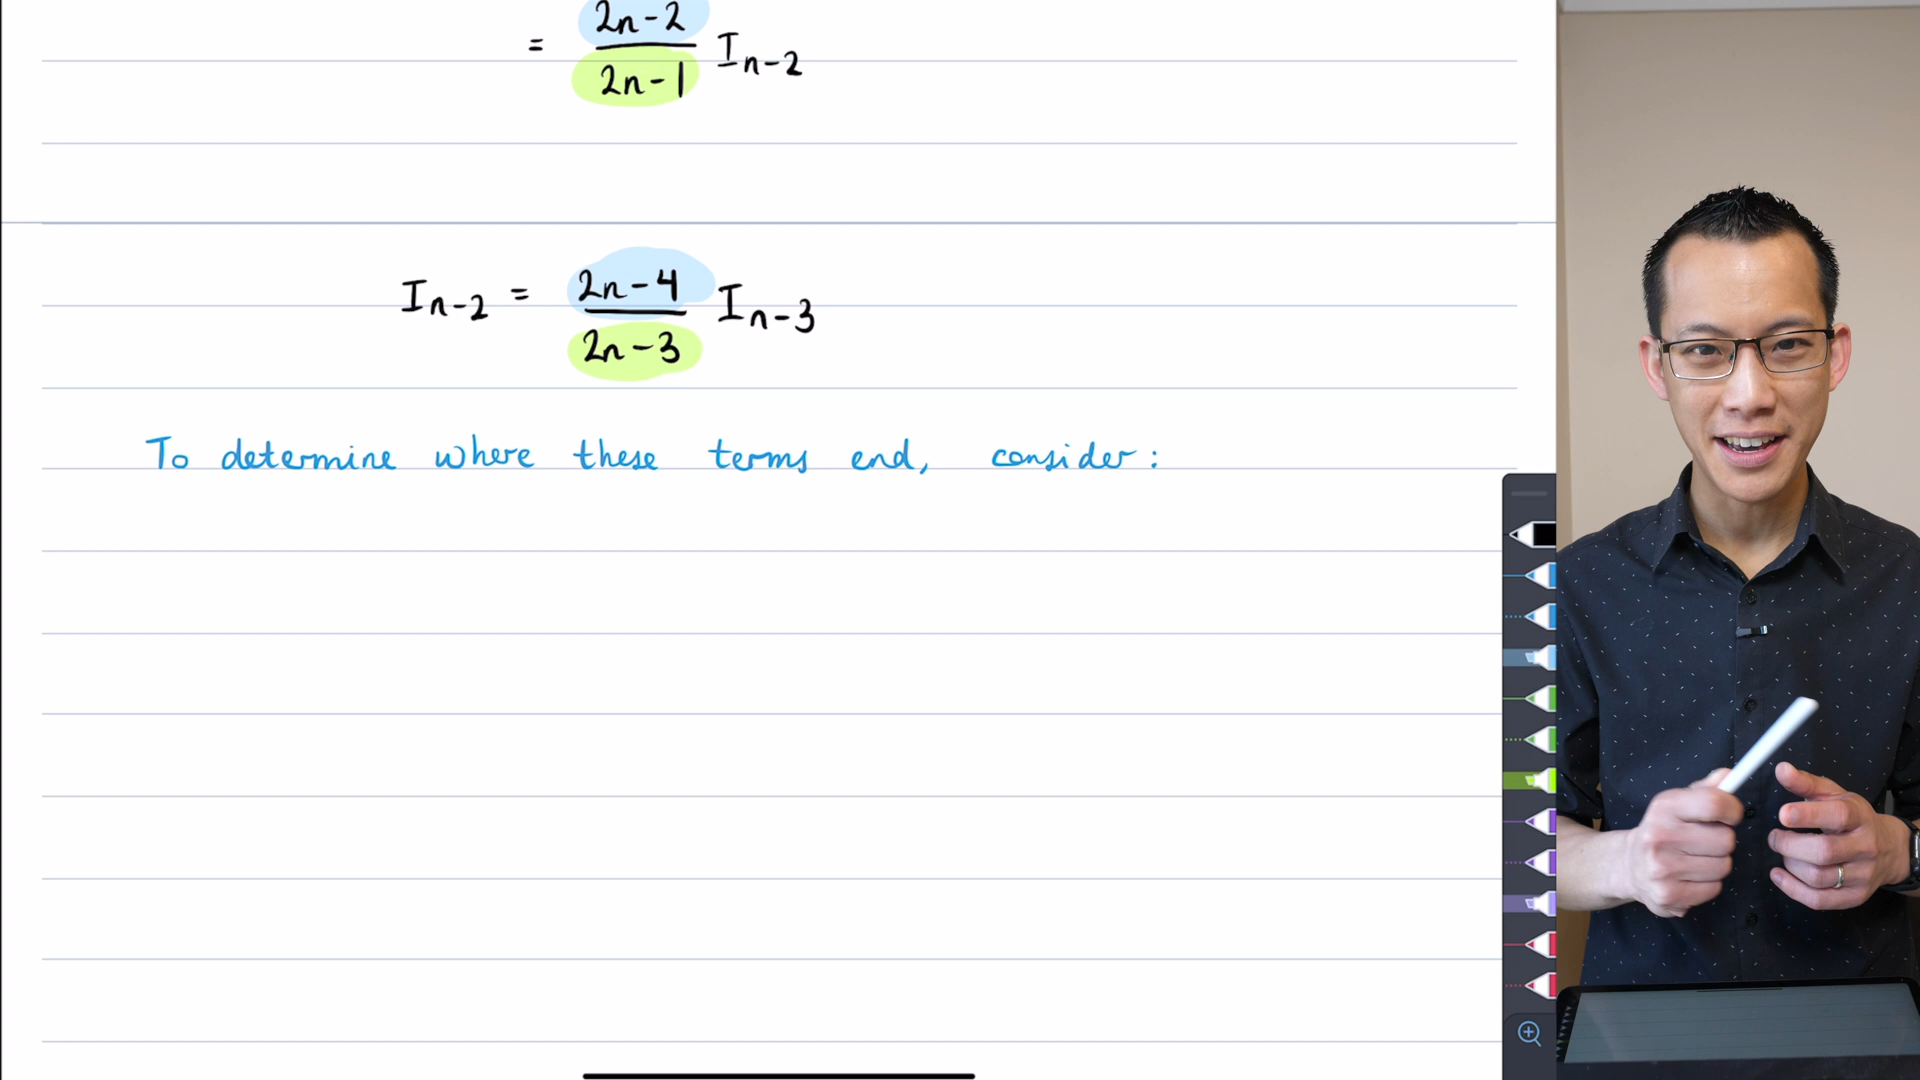 = 2n-2 / 2n-1 I_{n-2}
I_{n-2} = 2n-4 / 2n-3 I_{n-3}
To determine where these terms end, consider: